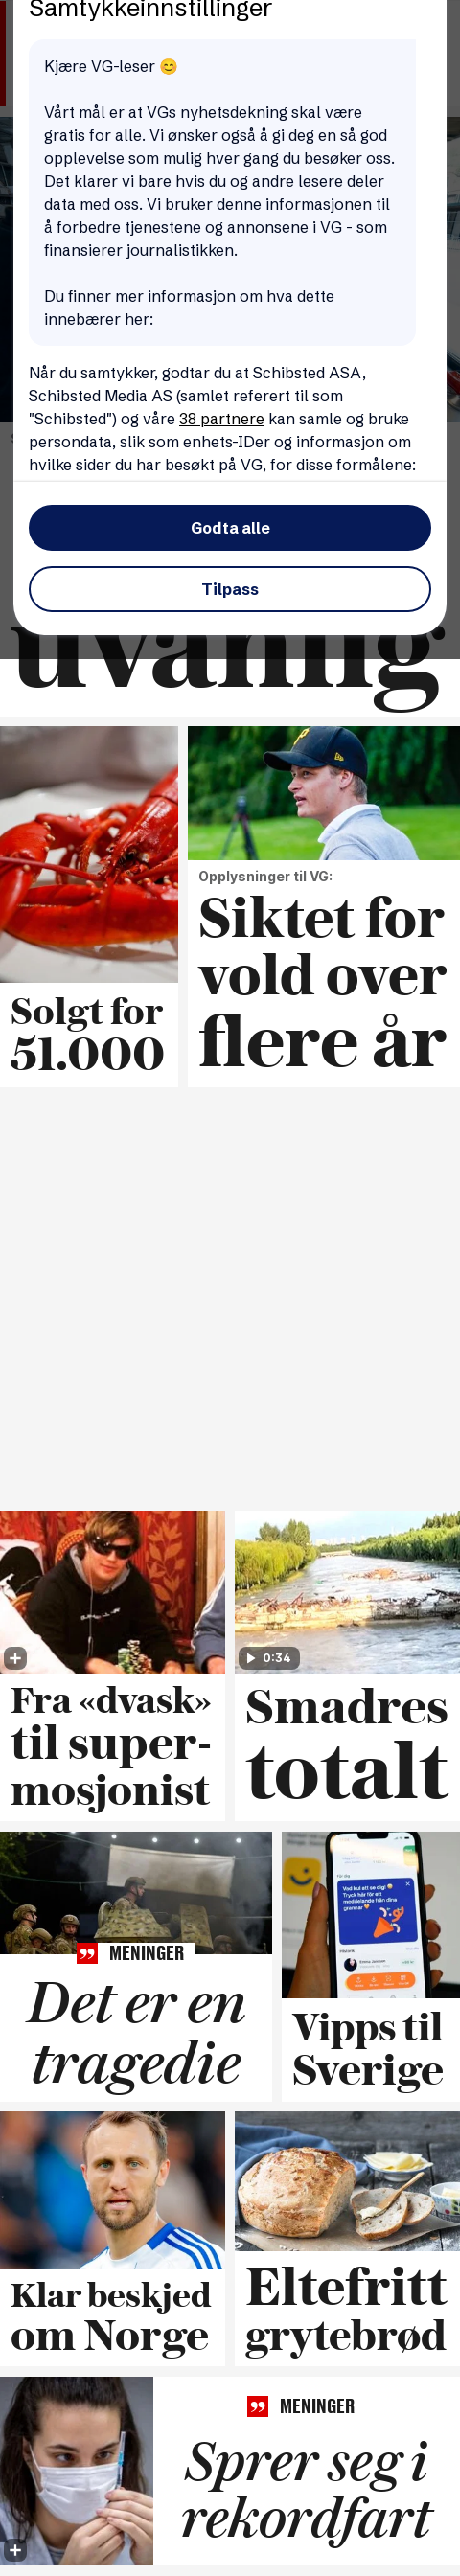 Samtykkeinnstillinger
Kjære VG-leser 😊
Vårt mål er at VGs nyhetsdekning skal være
gratis for alle. Vi ønsker også å gi deg en så god
opplevelse som mulig hver gang du besøker oss.
Det klarer vi bare hvis du og andre lesere deler
data med oss. Vi bruker denne informasjonen til
å forbedre tjenestene og annonsene i VG - som
finansierer journalistikken.
Du finner mer informasjon om hva dette
innebærer her:
Når du samtykker, godtar du at Schibsted ASA,
Schibsted Media AS (samlet referert til som
"Schibsted") og våre 38 partnere kan samle og bruke
persondata, slik som enhets-IDer og informasjon om
hvilke sider du har besøkt på VG, for disse formålene:
Godta alle
Tilpass
uvanlig
Solgt for
51.000
Opplysninger til VG:
Siktet for
vold over
flere år
Fra «dvask»
til super-
mosjonist
0:34
Smadres
totalt
MENINGER
Det er en
tragedie
Vipps til
Sverige
Klar beskjed
om Norge
Eltefritt
grytebrød
MENINGER
Sprer seg i
rekordfart